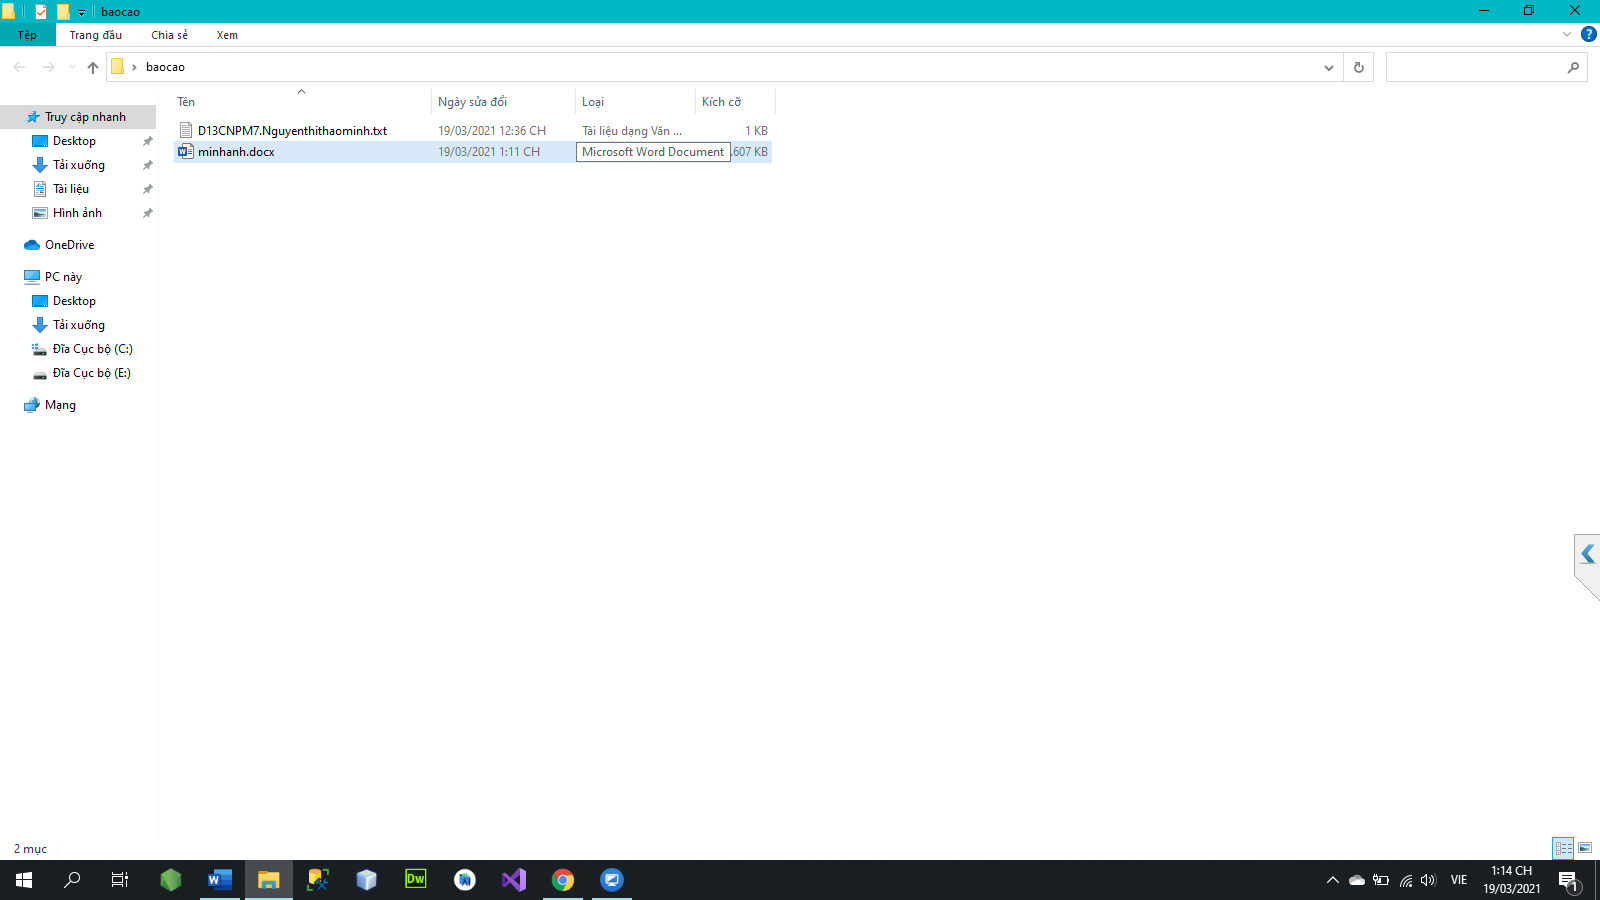 baocao
Tệp Trang đầu Chia sẻ Xem
baocao
Tên Ngày sửa đổi Loại Kích cỡ
D13CNPM7.Nguyenthithaominh.txt 19/03/2021 12:36 CH Tài liệu dạng Văn ... 1 KB
minhanh.docx 19/03/2021 1:11 CH Microsoft Word Document .607 KB
Truy cập nhanh
Desktop
Tải xuống
Tài liệu
Hình ảnh
OneDrive
PC này
Desktop
Tải xuống
Đĩa Cục bộ (C:)
Đĩa Cục bộ (E:)
Mạng
2 mục
Dw
VIE
1:14 CH
19/03/2021
1